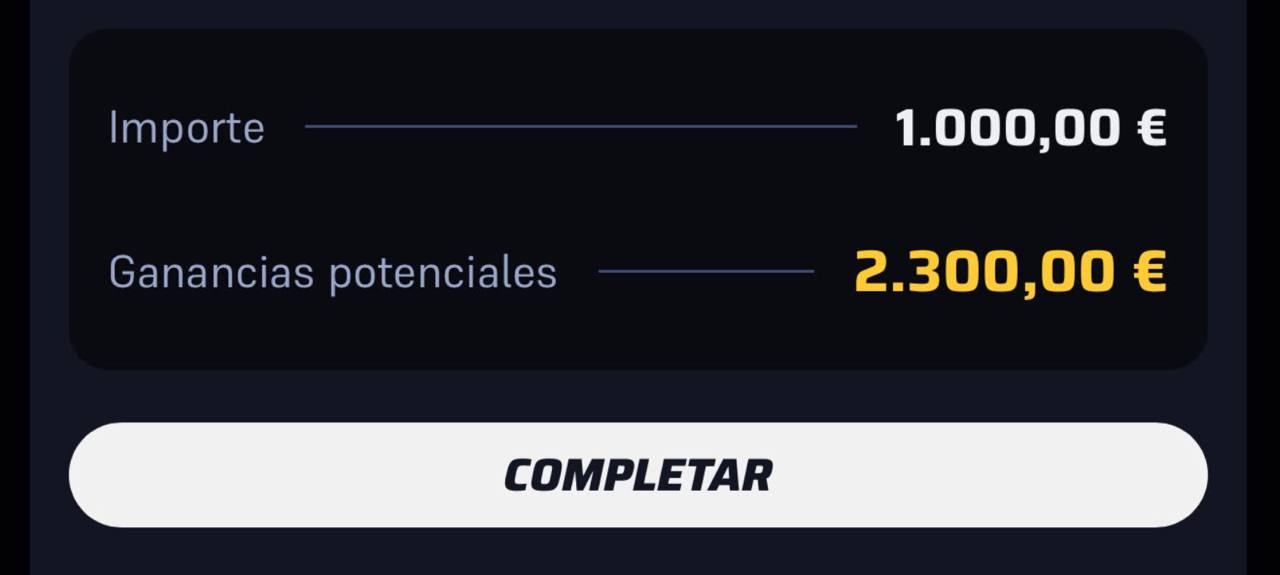 Importe 1.000,00 €
Ganancias potenciales 2.300,00 €
COMPLETAR